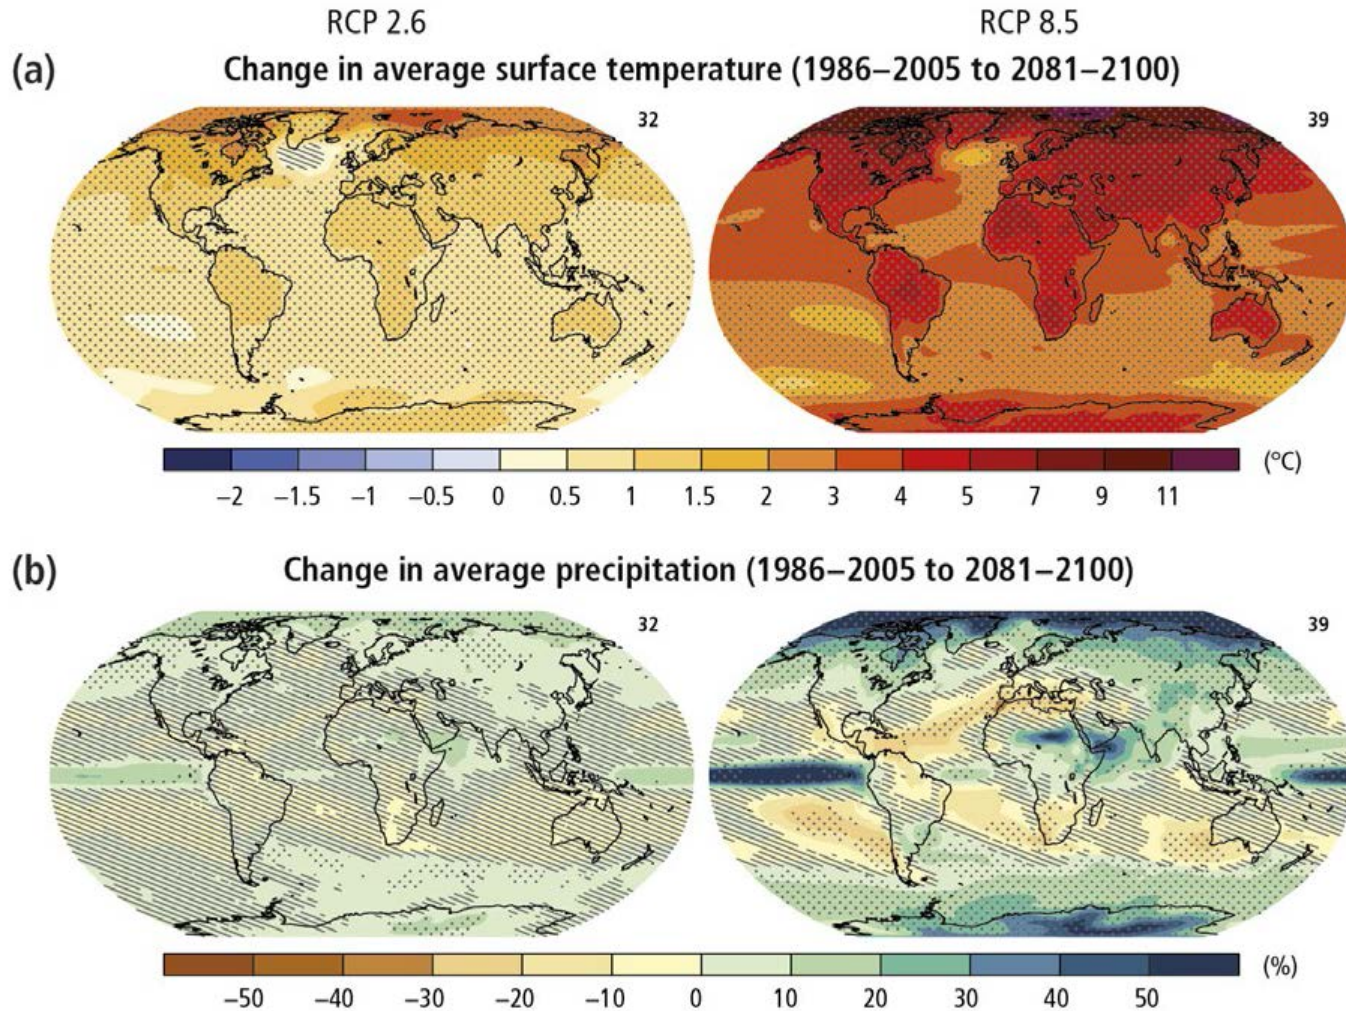 RCP 2.6 RCP 8.5
(a) Change in average surface temperature (1986–2005 to 2081–2100)
32 39
(°C)
−2 −1.5 −1 −0.5 0 0.5 1 1.5 2 3 4 5 7 9 11
(b) Change in average precipitation (1986–2005 to 2081–2100)
32 39
(%)
−50 −40 −30 −20 −10 0 10 20 30 40 50